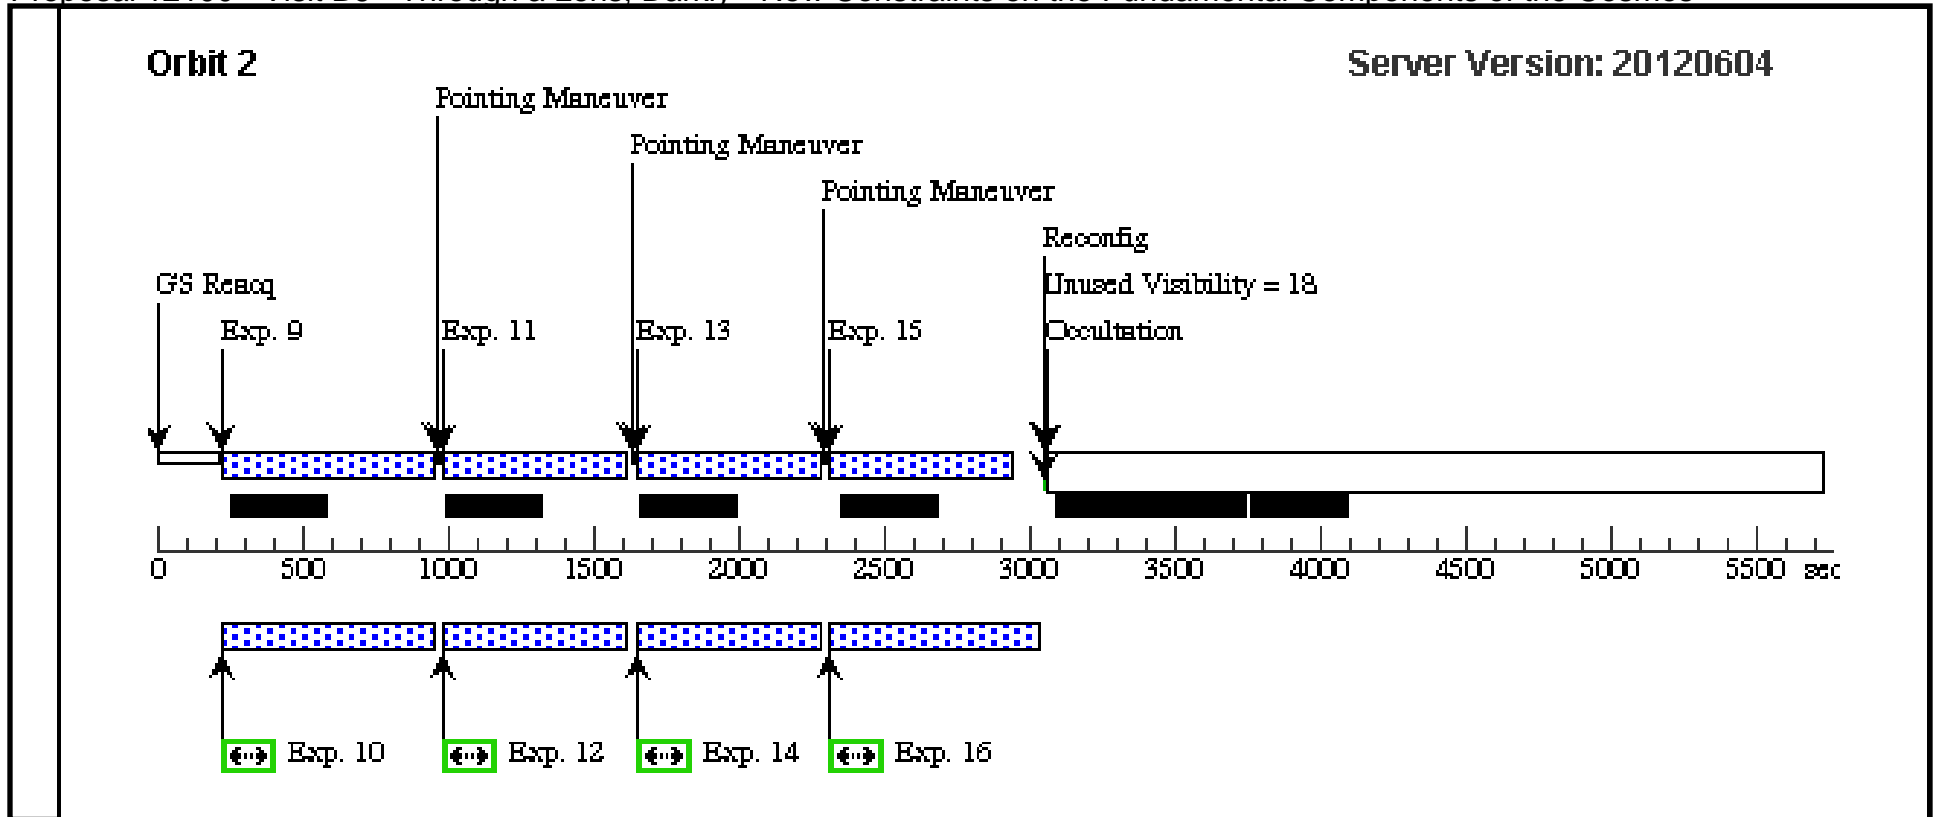 Orbit 2
Server Version: 20120604
Pointing Maneuver
Pointing Maneuver
Pointing Maneuver
Reconfig
GS Reacq
Unused Visibility = 18
Exp. 9
Exp. 11
Exp. 13
Exp. 15
Occultation
0 500 1000 1500 2000 2500 3000 3500 4000 4500 5000 5500 sec
Exp. 10
Exp. 12
Exp. 14
Exp. 16